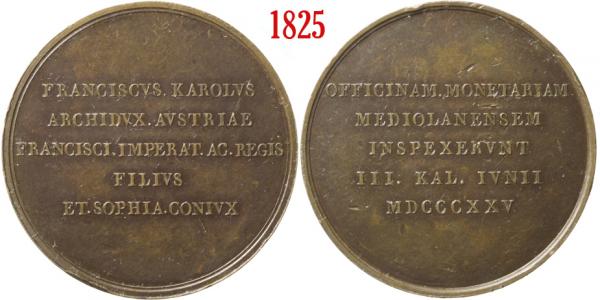 1825
FRANCISCVS. KAROLVS
ARCHIDVX. AVSTRIAE
FRANCISCI. IMPERAT. AC. REGIS
FILIVS
ET. SOPHIA. CONIVX
OFFICINAM. MONETARIAM
MEDIOLANENSEM
INSPEXERVNT
III. KAL. IVNII
MDCCCXXV